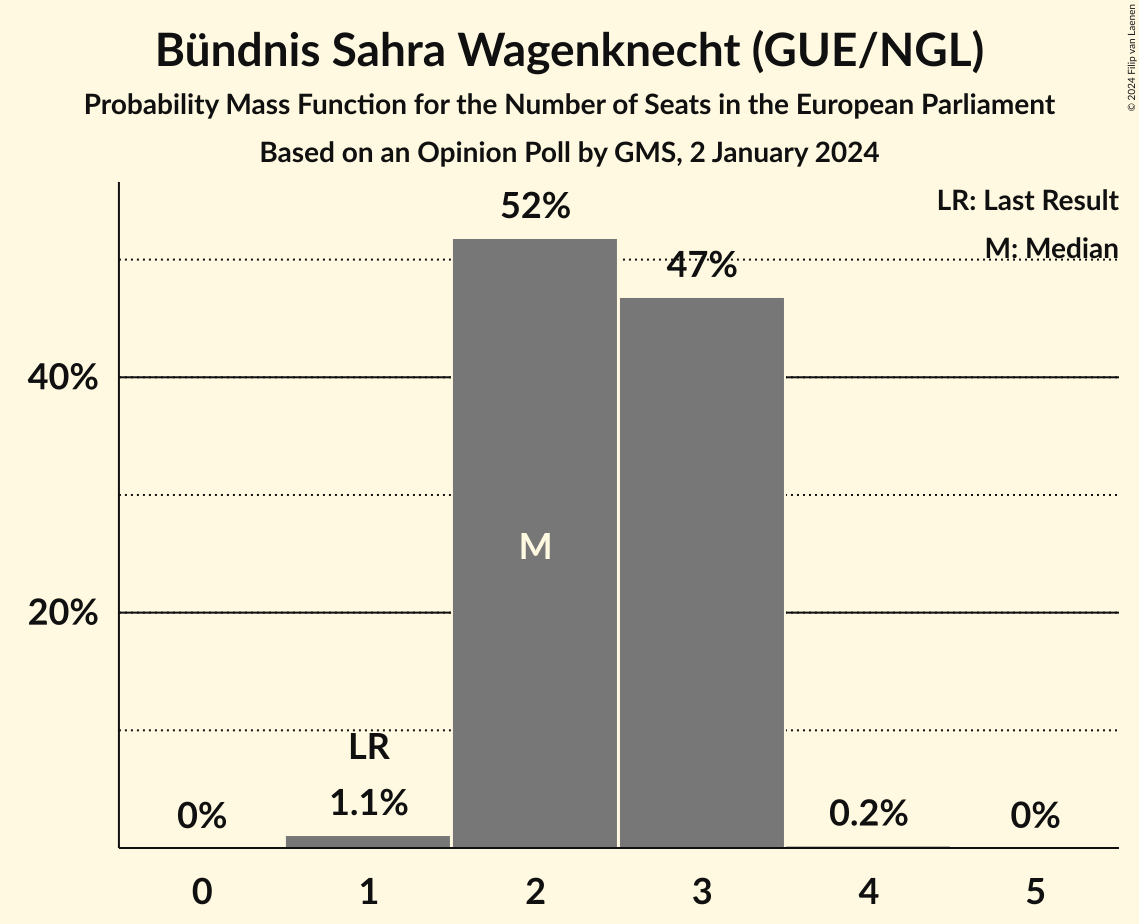 Bündnis Sahra Wagenknecht (GUE/NGL)
Probability Mass Function for the Number of Seats in the European Parliament
Based on an Opinion Poll by GMS, 2 January 2024
© 2024 Filip van Laenen
LR: Last Result
M: Median
52%
47%
40%
M
20%
LR
0%
1.1%
0.2%
0%
0 1 2 3 4 5